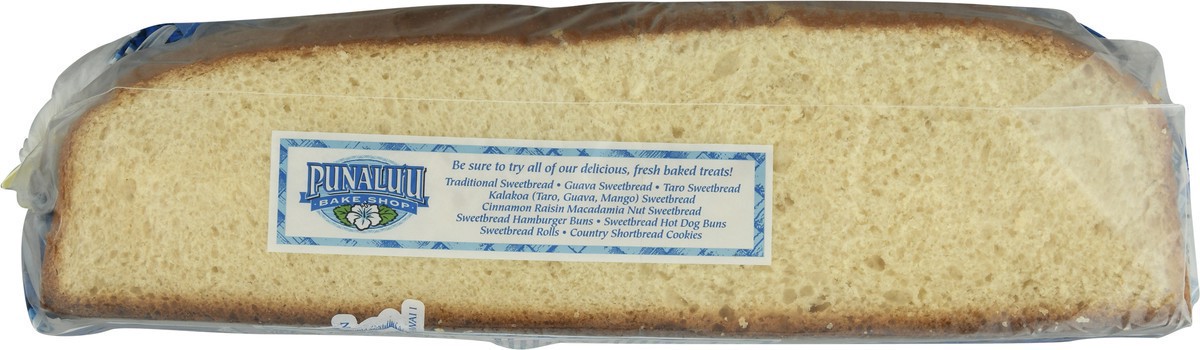 PUNALU'U
• BAKE SHOP •
Be sure to try all of our delicious, fresh baked treats!
Traditional Sweetbread • Guava Sweetbread • Taro Sweetbread
Kalakoa (Taro, Guava, Mango) Sweetbread
Cinnamon Raisin Macadamia Nut Sweetbread
Sweetbread Hamburger Buns • Sweetbread Hot Dog Buns
Sweetbread Rolls • Country Shortbread Cookies